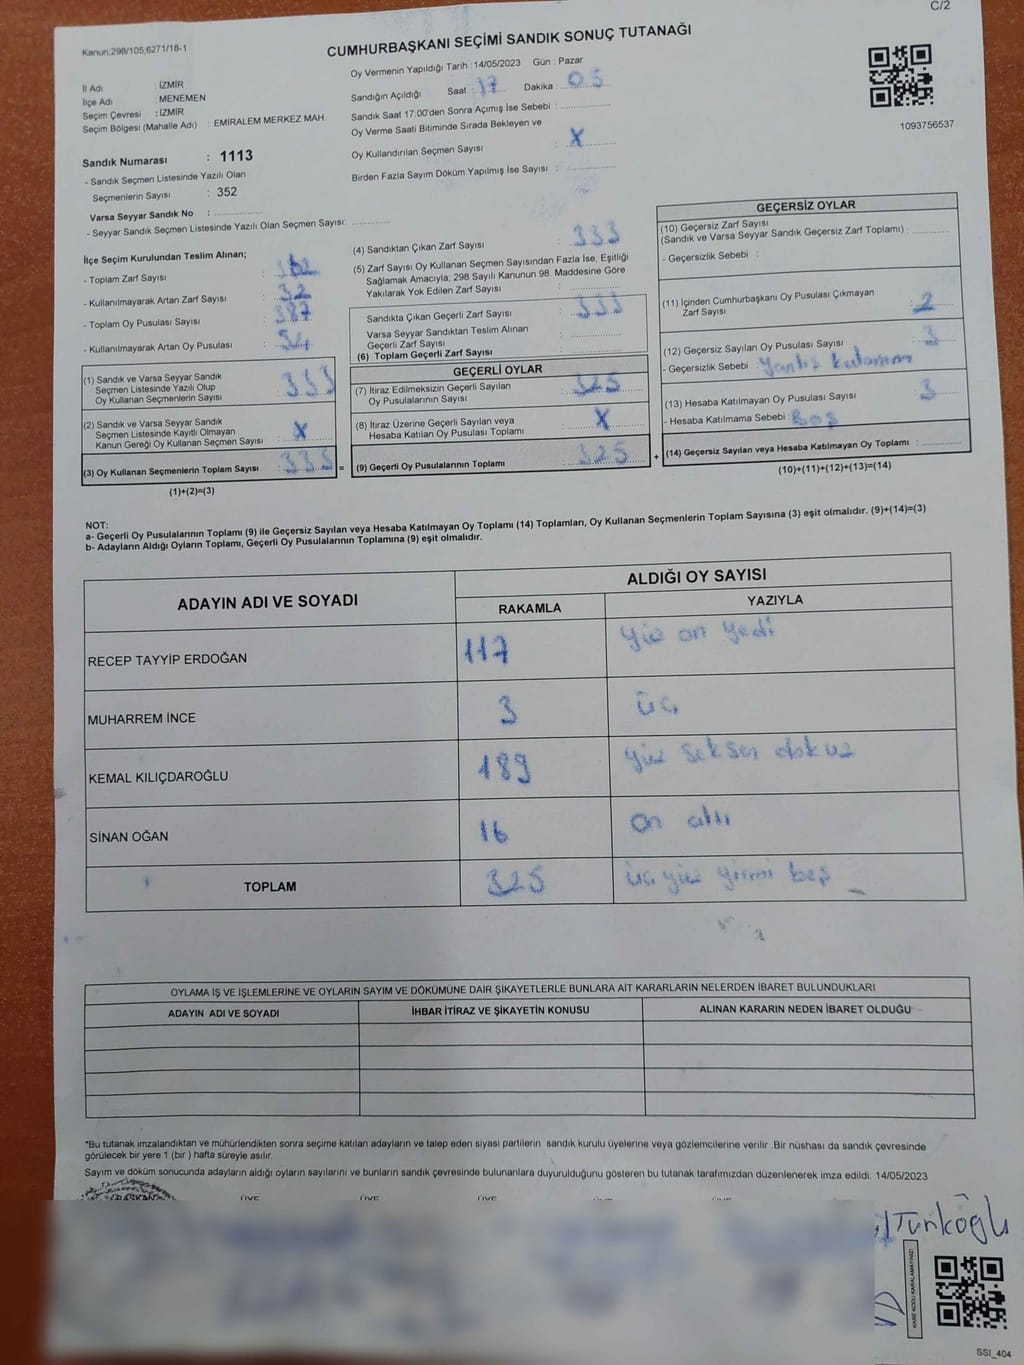 C/2
Kanun:298/105;6271/18-1
CUMHURBAŞKANI SEÇİMİ SANDIK SONUÇ TUTANAĞI
İl Adı : İZMİR
İlçe Adı : MENEMEN
Seçim Çevresi : İZMİR
Seçim Bölgesi (Mahalle Adı) : EMİRALEM MERKEZ MAH.
Sandık Numarası : 1113
- Sandık Seçmen Listesinde Yazılı Olan
Seçmenlerin Sayısı : 352
Varsa Seyyar Sandık No :
- Seyyar Sandık Seçmen Listesinde Yazılı Olan Seçmen Sayısı:
Oy Vermenin Yapıldığı Tarih : 14/05/2023 Gün : Pazar
Sandığın Açıldığı Saat : 17 Dakika : 05
Sandık Saat 17:00'den Sonra Açımış İse Sebebi :
Oy Verme Saati Bitiminde Sırada Bekleyen ve
Oy Kullandırılan Seçmen Sayısı : X
Birden Fazla Sayım Döküm Yapılmış İse Sayısı :
1093756537
İlçe Seçim Kurulundan Teslim Alınan;
- Toplam Zarf Sayısı :
- Kullanılmayarak Artan Zarf Sayısı : 32
- Toplam Oy Pusulası Sayısı : 387
- Kullanılmayarak Artan Oy Pusulası : 54
(1) Sandık ve Varsa Seyyar Sandık
Seçmen Listesinde Yazılı Olup
Oy Kullanan Seçmenlerin Sayısı : 333
(2) Sandık ve Varsa Seyyar Sandık
Seçmen Listesinde Kayıtlı Olmayan
Kanun Gereği Oy Kullanan Seçmen Sayısı : X
(3) Oy Kullanan Seçmenlerin Toplam Sayısı : 333 =
(1)+(2)=(3)
(4) Sandıktan Çıkan Zarf Sayısı : 333
(5) Zarf Sayısı Oy Kullanan Seçmen Sayısından Fazla İse, Eşitliği
Sağlamak Amacıyla, 298 Sayılı Kanunun 98. Maddesine Göre
Yakılarak Yok Edilen Zarf Sayısı :
Sandıkta Çıkan Geçerli Zarf Sayısı : 333
Varsa Seyyar Sandıktan Teslim Alınan
Geçerli Zarf Sayısı :
(6) Toplam Geçerli Zarf Sayısı :
GEÇERLİ OYLAR
(7) İtiraz Edilmeksizin Geçerli Sayılan
Oy Pusulalarının Sayısı : 325
(8) İtiraz Üzerine Geçerli Sayılan veya
Hesaba Katılan Oy Pusulası Toplamı : X
(9) Geçerli Oy Pusulalarının Toplamı : 325 +
GEÇERSİZ OYLAR
(10) Geçersiz Zarf Sayısı
(Sandık ve Varsa Seyyar Sandık Geçersiz Zarf Toplamı) :
- Geçersizlik Sebebi :
(11) İçinden Cumhurbaşkanı Oy Pusulası Çıkmayan
Zarf Sayısı : 2
(12) Geçersiz Sayılan Oy Pusulası Sayısı : 3
- Geçersizlik Sebebi : Yanlış kullanım
(13) Hesaba Katılmayan Oy Pusulası Sayısı : 3
- Hesaba Katılmama Sebebi : Boş
(14) Geçersiz Sayılan veya Hesaba Katılmayan Oy Toplamı :
(10)+(11)+(12)+(13)=(14)
NOT:
a- Geçerli Oy Pusulalarının Toplamı (9) ile Geçersiz Sayılan veya Hesaba Katılmayan Oy Toplamı (14) Toplamları, Oy Kullanan Seçmenlerin Toplam Sayısına (3) eşit olmalıdır. (9)+(14)=(3)
b- Adayların Aldığı Oyların Toplamı, Geçerli Oy Pusulalarının Toplamına (9) eşit olmalıdır.
ADAYIN ADI VE SOYADI ALDIĞI OY SAYISI
RAKAMLA YAZIYLA
RECEP TAYYİP ERDOĞAN 117 yüz on yedi
MUHARREM İNCE 3 üç
KEMAL KILIÇDAROĞLU 189 yüz seksen dokuz
SİNAN OĞAN 16 on altı
TOPLAM 325 üç yüz yirmi beş
OYLAMA İŞ VE İŞLEMLERİNE VE OYLARIN SAYIM VE DÖKÜMÜNE DAİR ŞİKAYETLERLE BUNLARA AİT KARARLARIN NELERDEN İBARET BULUNDUKLARI
ADAYIN ADI VE SOYADI İHBAR İTİRAZ VE ŞİKAYETİN KONUSU ALINAN KARARIN NEDEN İBARET OLDUĞU
*Bu tutanak imzalandıktan ve mühürlendikten sonra seçime katılan adayların ve talep eden siyasi partilerin sandık kurulu üyelerine veya gözlemcilerine verilir .Bir nüshası da sandık çevresinde
görülecek bir yere 1 (bir ) hafta süreyle asılır.
Sayım ve döküm sonucunda adayların aldığı oyların sayılarını ve bunların sandık çevresinde bulunanlara duyurulduğunu gösteren bu tutanak tarafımızdan düzenlenerek imza edildi. 14/05/2023
BAŞKAN ÜYE ÜYE ÜYE
Türkoğlu
KARE KODU KARALAMAYINIZ!
SSI_404